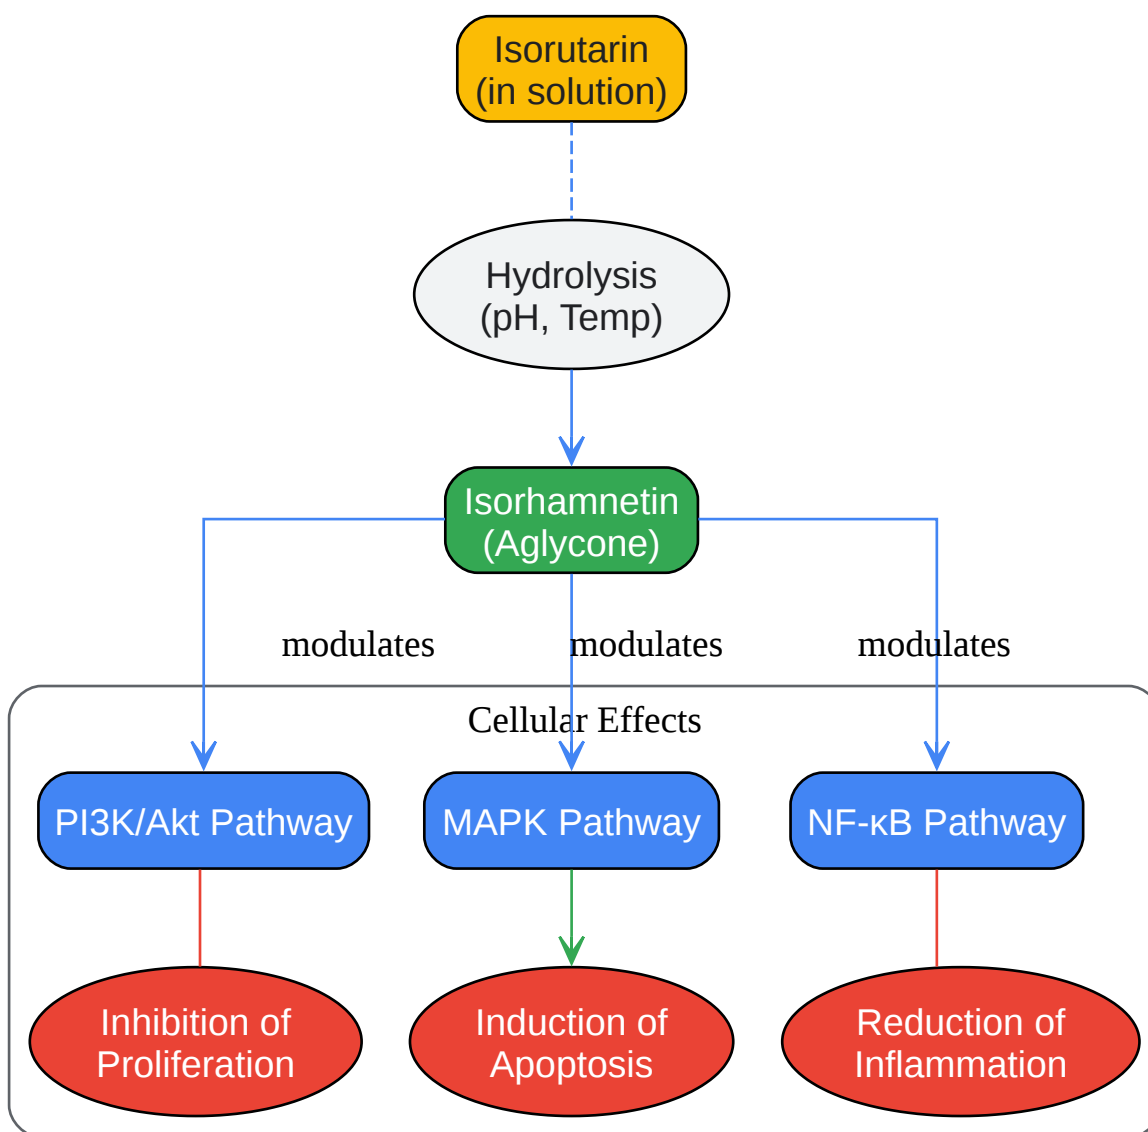 Isorutarin
(in solution)
Hydrolysis
(pH, Temp)
Isorhamnetin
(Aglycone)
modulates
modulates
modulates
Cellular Effects
PI3K/Akt Pathway
MAPK Pathway
NF-κB Pathway
Inhibition of
Proliferation
Induction of
Apoptosis
Reduction of
Inflammation